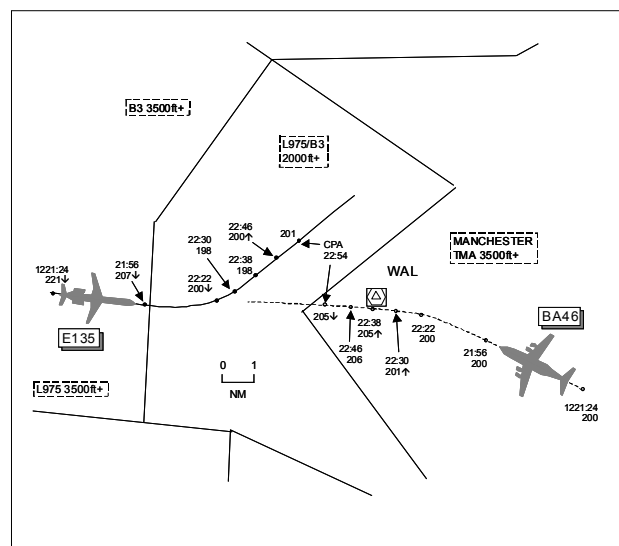 B3 3500ft+
L975/B3
2000ft+
22:46
200↑
201
CPA
22:54
22:30
198
22:38
198
WAL
MANCHESTER
TMA 3500ft+
1221:24
221↓
21:56
207↓
22:22
200↓
E135
205↓
22:38
205↑
22:22
200
BA46
22:46
206
22:30
201↑
21:56
200
0 1
NM
L975 3500ft+
1221:24
200